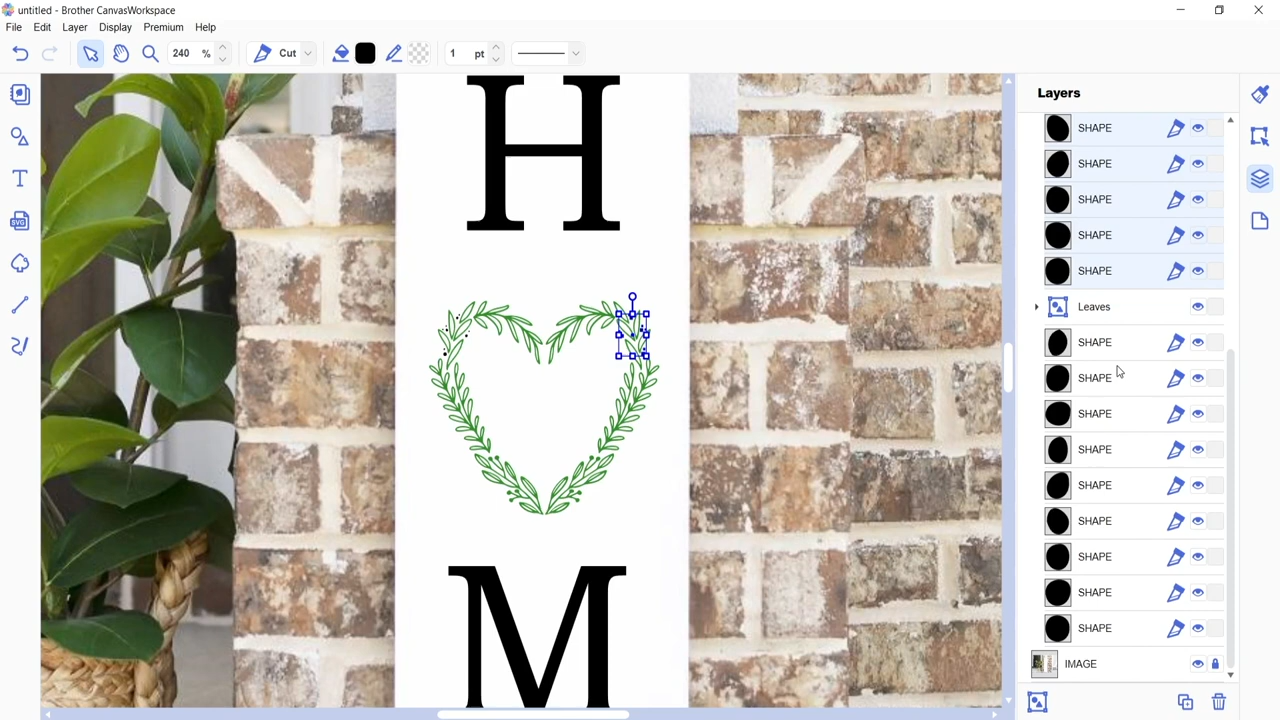 untitled - Brother CanvasWorkspace
File Edit Layer Display Premium Help
240 % Cut 1 pt
Layers
SHAPE
SHAPE
SHAPE
SHAPE
SHAPE
Leaves
SHAPE
SHAPE
SHAPE
SHAPE
SHAPE
SHAPE
SHAPE
SHAPE
SHAPE
IMAGE
T
SVG
H
M